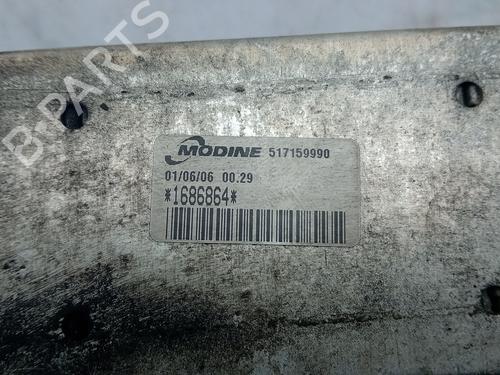 B-PARTS
MODINE 517159990
01/06/06 00.29
*1686864*